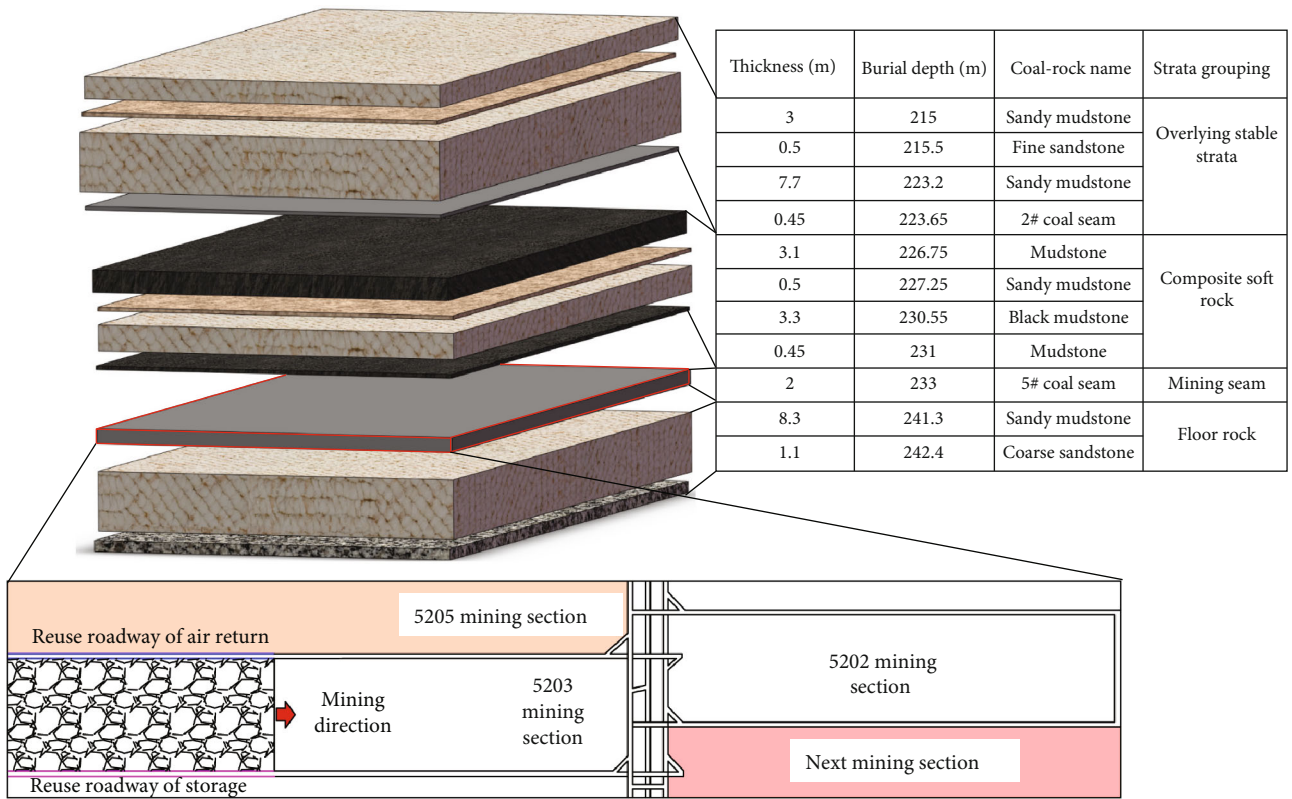 Thickness (m) Burial depth (m) Coal-rock name Strata grouping
3 215 Sandy mudstone
0.5 215.5 Fine sandstone
7.7 223.2 Sandy mudstone
0.45 223.65 2# coal seam
Overlying stable
strata
3.1 226.75 Mudstone
0.5 227.25 Sandy mudstone
3.3 230.55 Black mudstone
0.45 231 Mudstone
Composite soft
rock
2 233 5# coal seam Mining seam
8.3 241.3 Sandy mudstone
1.1 242.4 Coarse sandstone
Floor rock
5205 mining section
Reuse roadway of air return
Mining
direction
5203
mining
section
5202 mining
section
Next mining section
Reuse roadway of storage